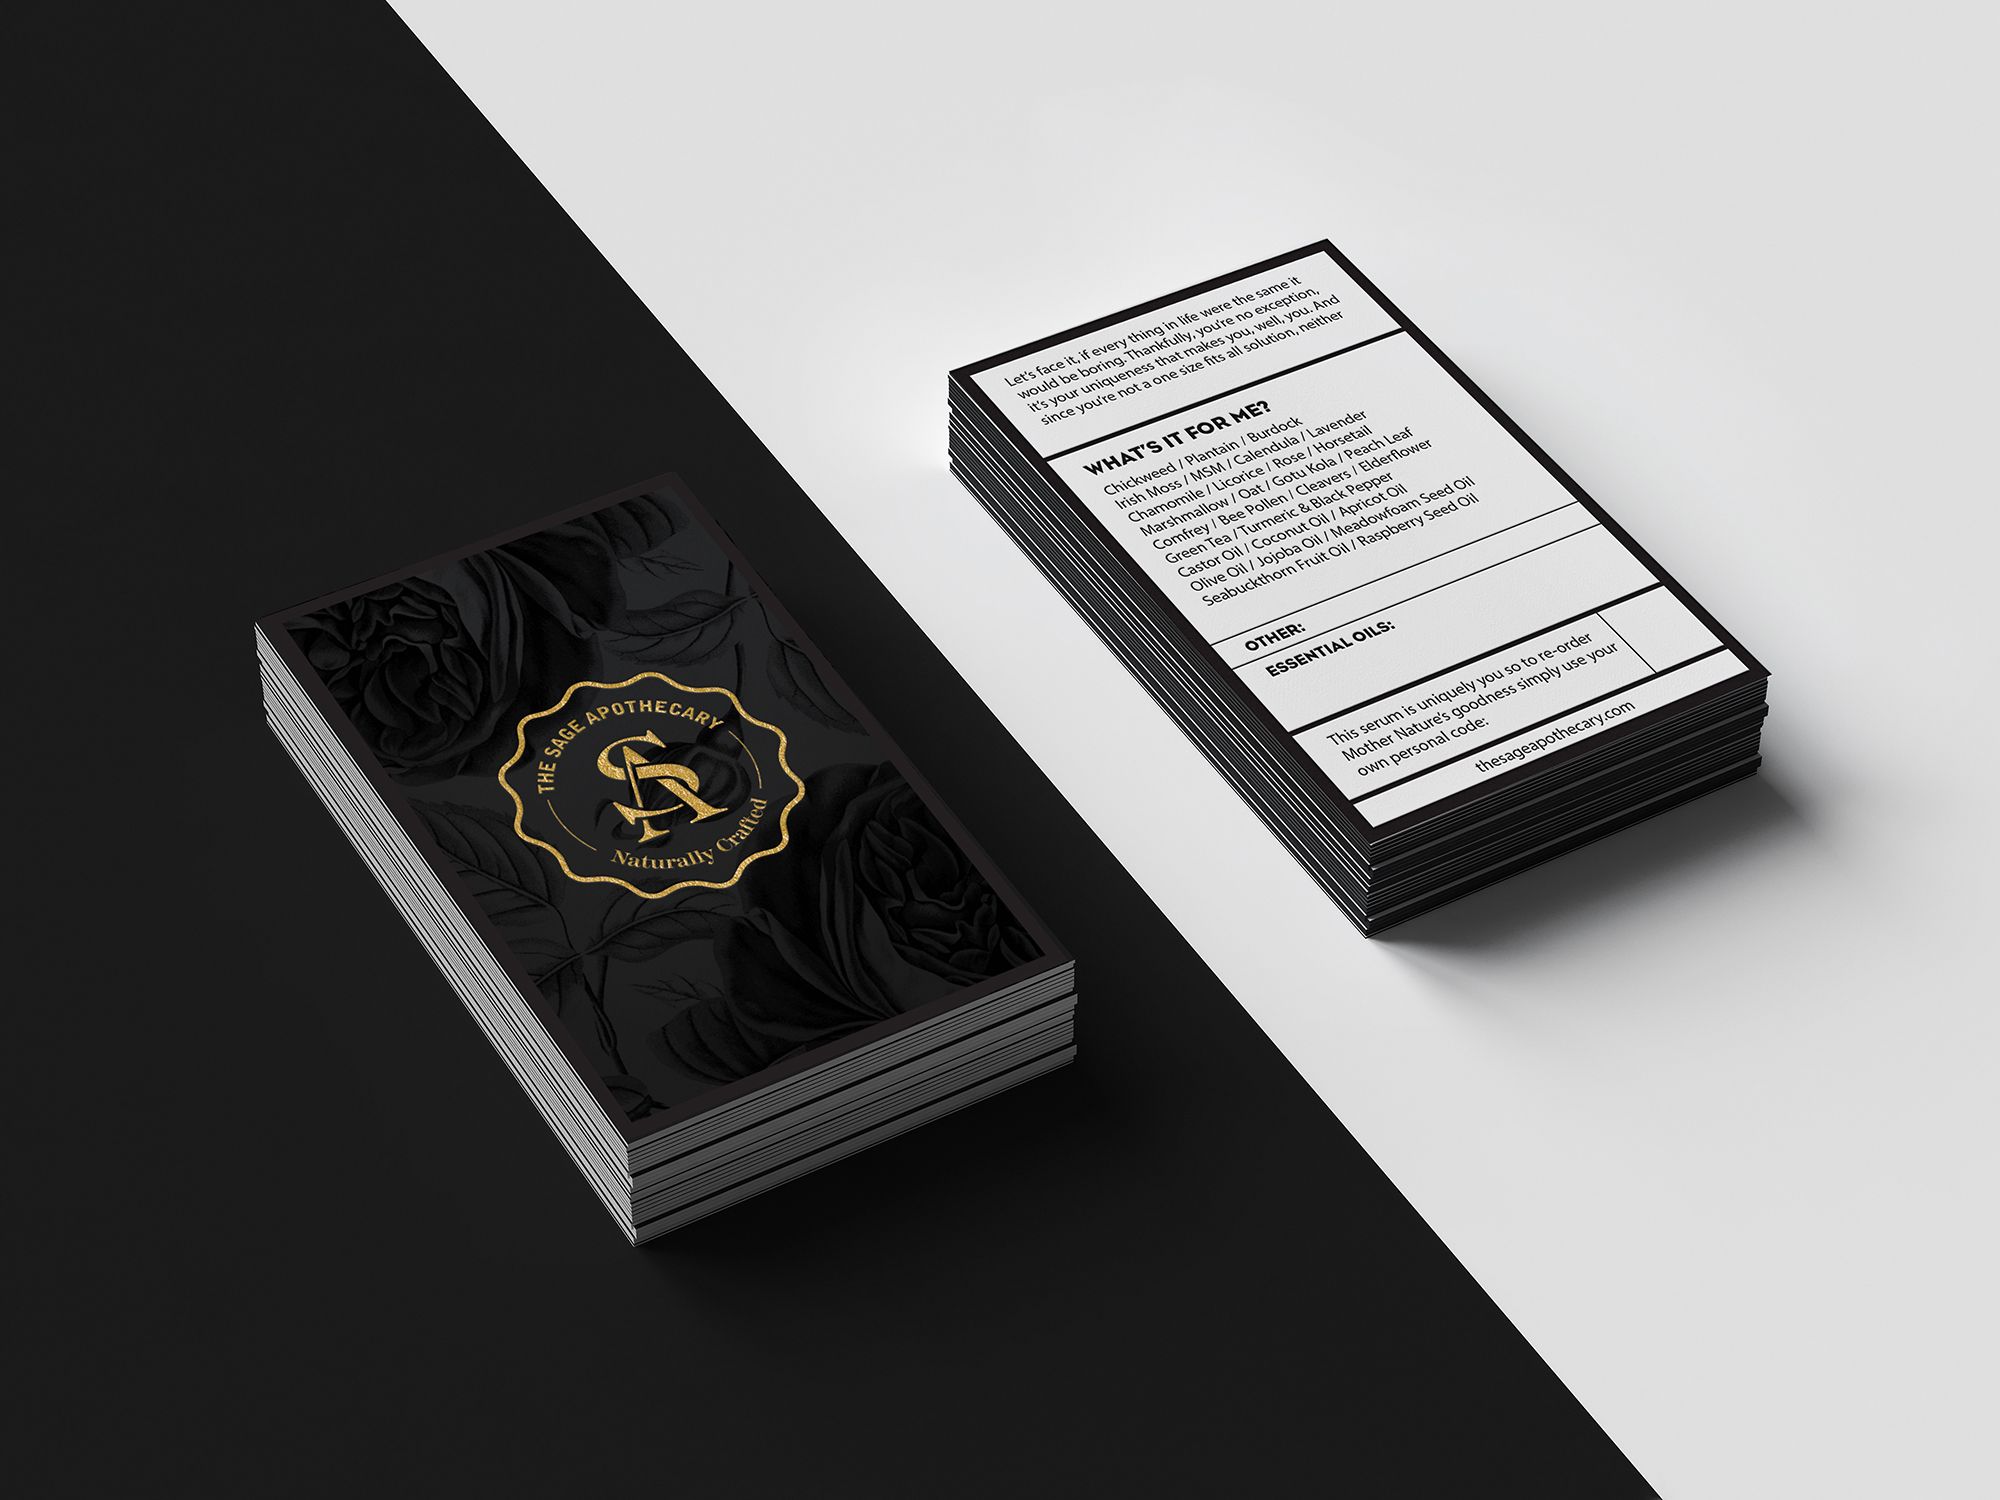 THE SAGE APOTHECARY
SA
Naturally Crafted
Let's face it, if every thing in life were the same it
would be boring. Thankfully, you're no exception,
it's your uniqueness that makes you, well, you. And
since you're not a one size fits all solution, neither
WHAT'S IT FOR ME?
Chickweed / Plantain / Burdock
Irish Moss / MSM / Calendula / Lavender
Chamomile / Licorice / Rose / Horsetail
Marshmallow / Oat / Gotu Kola / Peach Leaf
Comfrey / Bee Pollen / Cleavers / Elderflower
Green Tea / Turmeric & Black Pepper
Castor Oil / Coconut Oil / Apricot Oil
Olive Oil / Jojoba Oil / Meadowfoam Seed Oil
Seabuckthorn Fruit Oil / Raspberry Seed Oil
OTHER:
ESSENTIAL OILS:
This serum is uniquely you so to re-order
Mother Nature's goodness simply use your
own personal code:
thesageapothecary.com